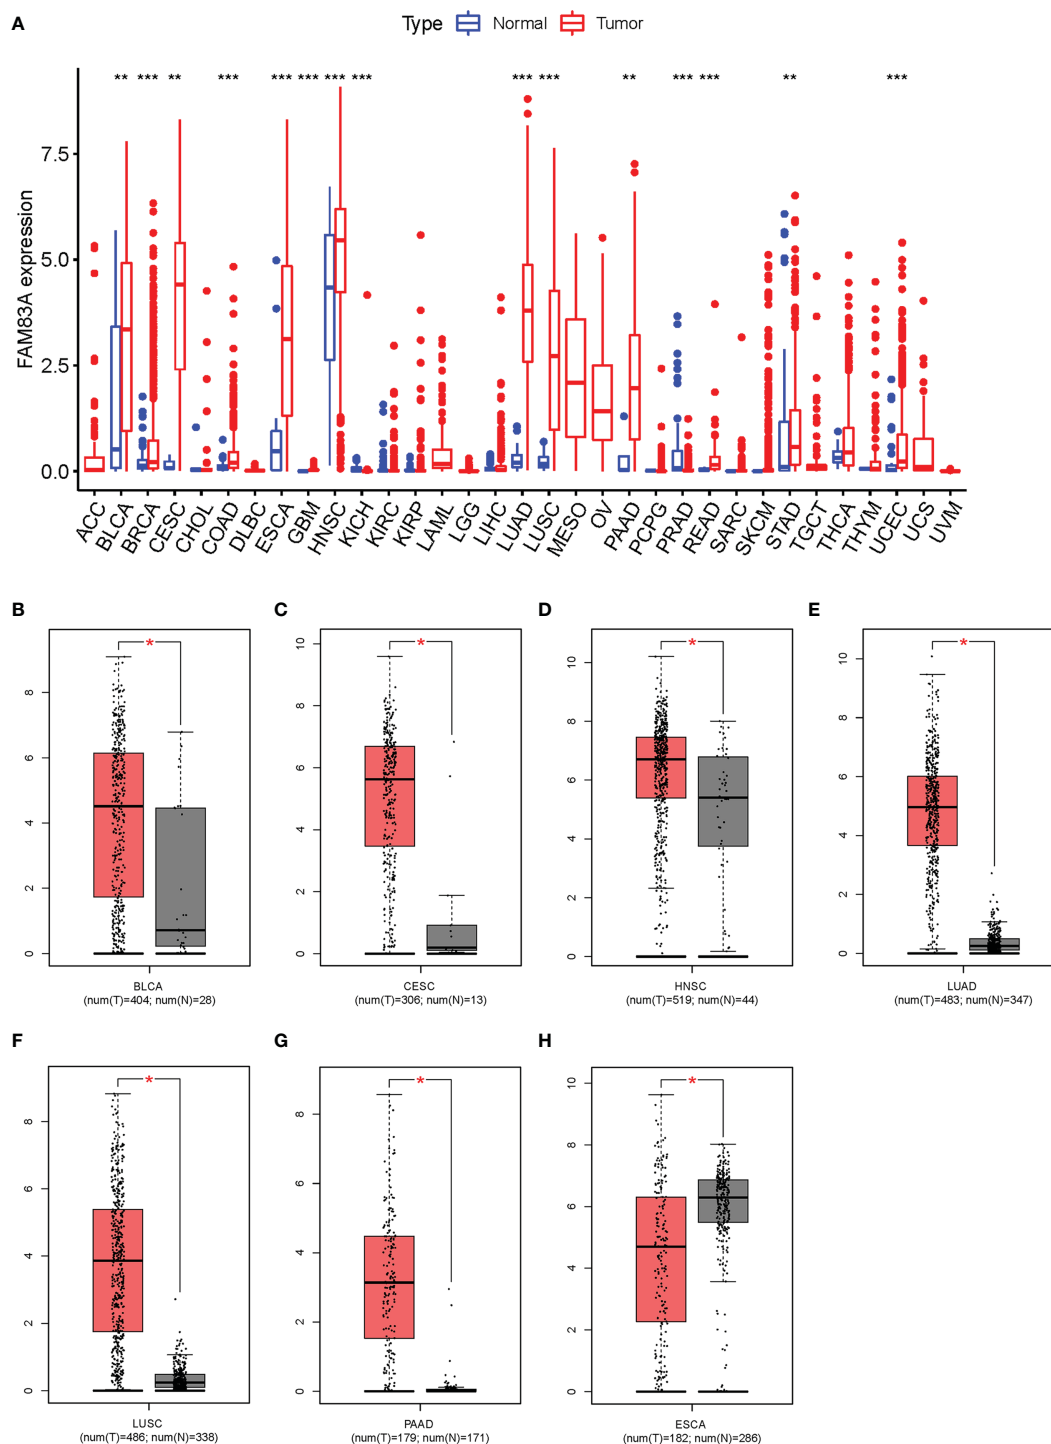 A
Type Normal Tumor
** *** ** *** *** *** *** *** *** *** ** *** *** ** ***
FAM83A expression
7.5
5.0
2.5
0.0
ACC BLCA BRCA CESC CHOL COAD DLBC ESCA GBM HNSC KICH KIRC KIRP LAML LGG LIHC LUAD LUSC MESO OV PAAD PCPG PRAD READ SARC SKCM STAD TGCT THCA THYM UCEC UCS UVM
B
*
8
6
4
2
0
BLCA
(num(T)=404; num(N)=28)
C
*
10
8
6
4
2
0
CESC
(num(T)=306; num(N)=13)
D
*
10
8
6
4
2
0
HNSC
(num(T)=519; num(N)=44)
E
*
10
8
6
4
2
0
LUAD
(num(T)=483; num(N)=347)
F
*
8
6
4
2
0
LUSC
(num(T)=486; num(N)=338)
G
*
8
6
4
2
0
PAAD
(num(T)=179; num(N)=171)
H
*
10
8
6
4
2
0
ESCA
(num(T)=182; num(N)=286)